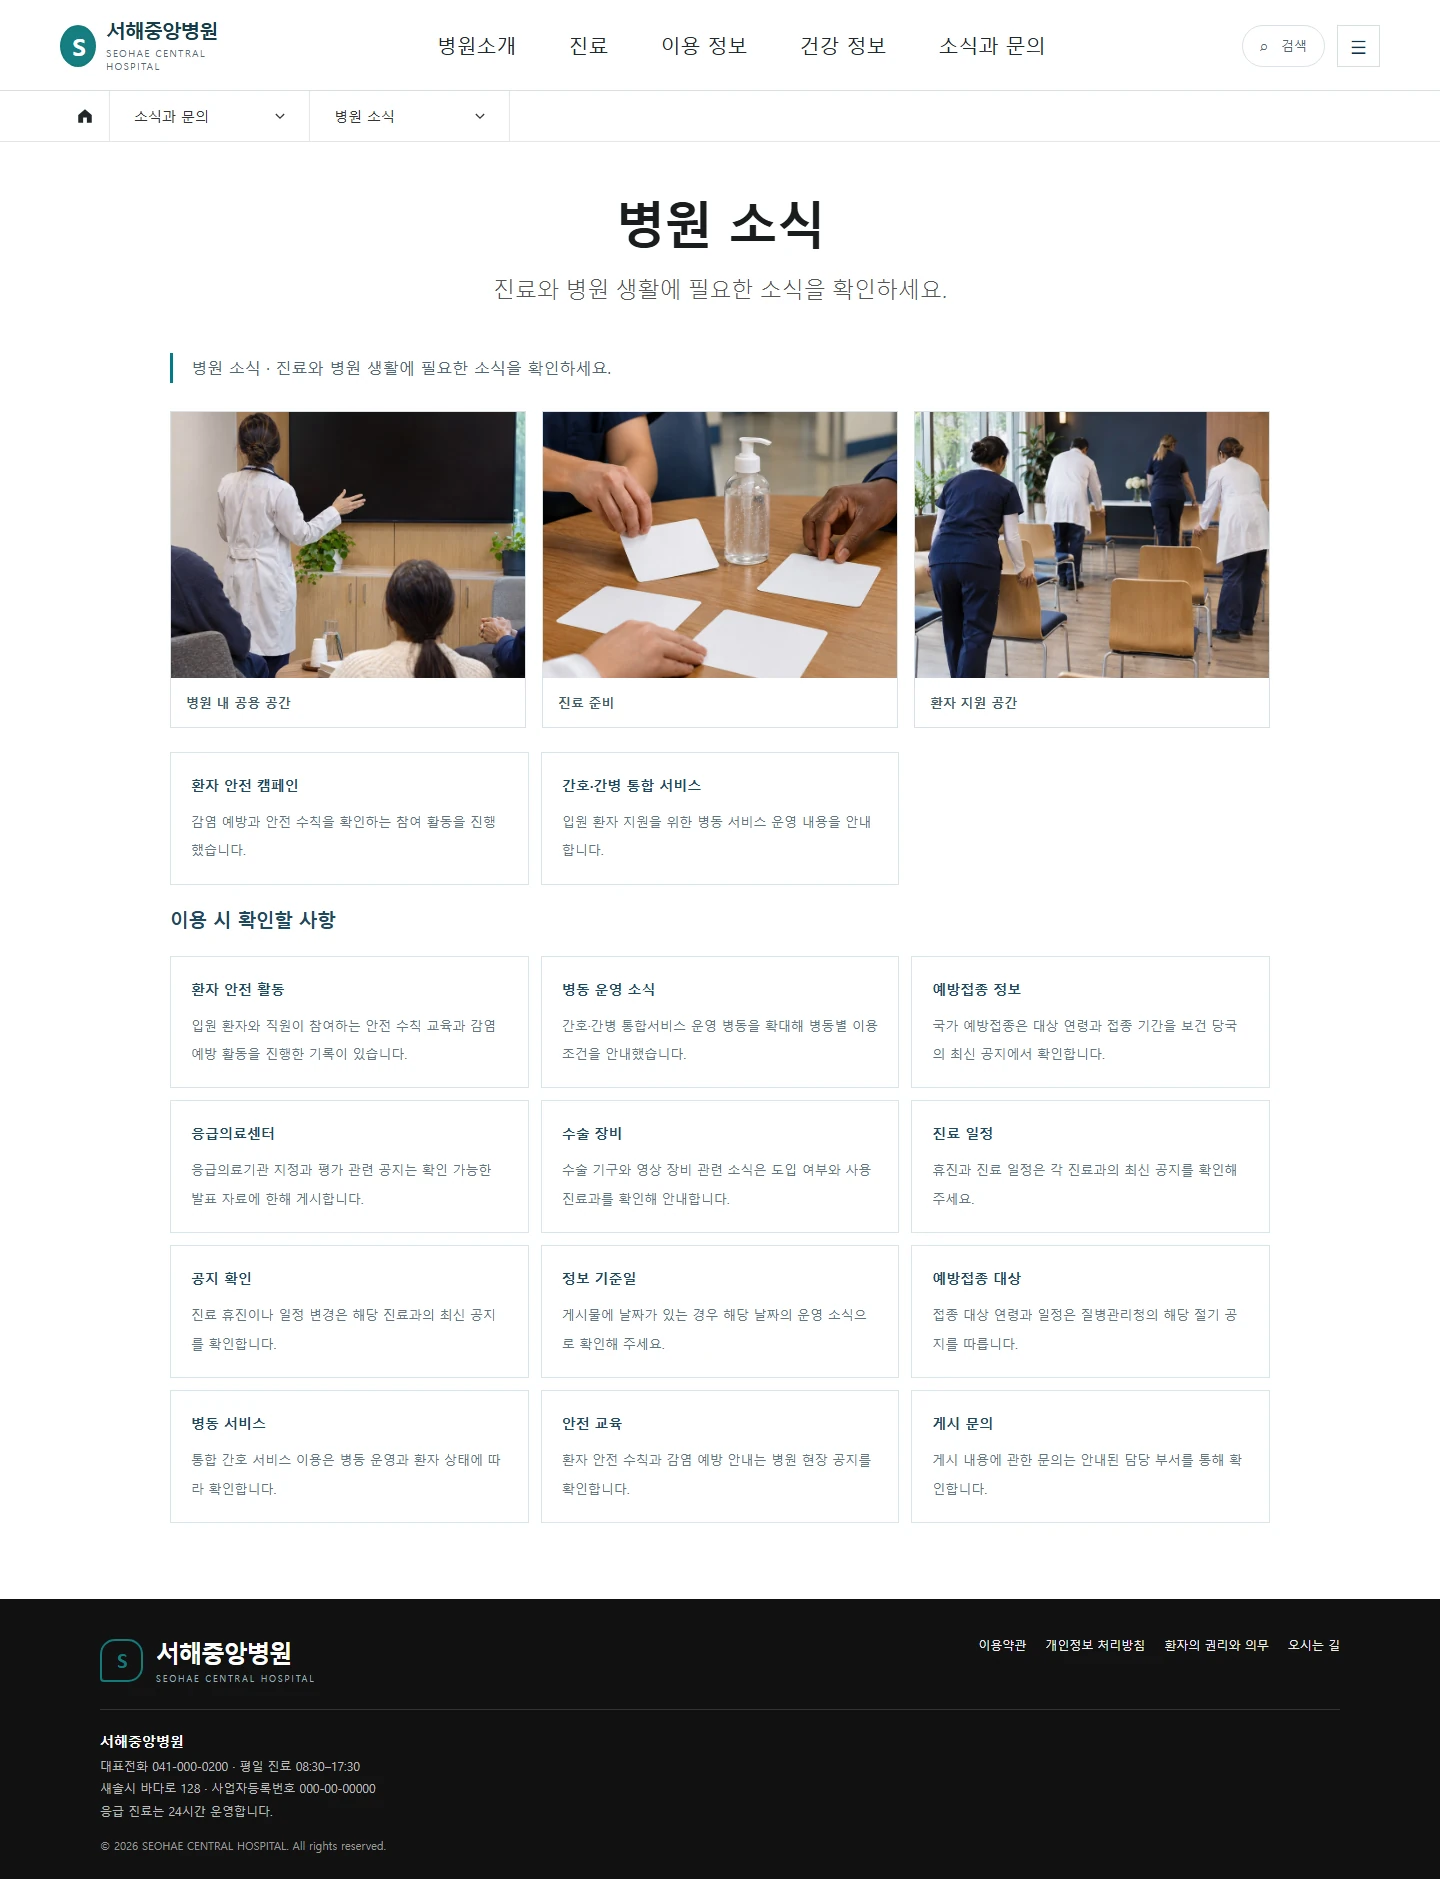 S
서해중앙병원
SEOHAE CENTRAL
HOSPITAL
병원소개
진료
이용 정보
건강 정보
소식과 문의
검색
소식과 문의
병원 소식
병원 소식
진료와 병원 생활에 필요한 소식을 확인하세요.
병원 소식 · 진료와 병원 생활에 필요한 소식을 확인하세요.
병원 내 공용 공간
진료 준비
환자 지원 공간
환자 안전 캠페인
감염 예방과 안전 수칙을 확인하는 참여 활동을 진행
했습니다.
간호·간병 통합 서비스
입원 환자 지원을 위한 병동 서비스 운영 내용을 안내
합니다.
이용 시 확인할 사항
환자 안전 활동
입원 환자와 직원이 참여하는 안전 수칙 교육과 감염
예방 활동을 진행한 기록이 있습니다.
병동 운영 소식
간호·간병 통합서비스 운영 병동을 확대해 병동별 이용
조건을 안내했습니다.
예방접종 정보
국가 예방접종은 대상 연령과 접종 기간을 보건 당국
의 최신 공지에서 확인합니다.
응급의료센터
응급의료기관 지정과 평가 관련 공지는 확인 가능한
발표 자료에 한해 게시합니다.
수술 장비
수술 기구와 영상 장비 관련 소식은 도입 여부와 사용
진료과를 확인해 안내합니다.
진료 일정
휴진과 진료 일정은 각 진료과의 최신 공지를 확인해
주세요.
공지 확인
진료 휴진이나 일정 변경은 해당 진료과의 최신 공지
를 확인합니다.
정보 기준일
게시물에 날짜가 있는 경우 해당 날짜의 운영 소식으
로 확인해 주세요.
예방접종 대상
접종 대상 연령과 일정은 질병관리청의 해당 절기 공
지를 따릅니다.
병동 서비스
통합 간호 서비스 이용은 병동 운영과 환자 상태에 따
라 확인합니다.
안전 교육
환자 안전 수칙과 감염 예방 안내는 병원 현장 공지를
확인합니다.
게시 문의
게시 내용에 관한 문의는 안내된 담당 부서를 통해 확
인합니다.
S
서해중앙병원
SEOHAE CENTRAL HOSPITAL
이용약관
개인정보 처리방침
환자의 권리와 의무
오시는 길
서해중앙병원
대표전화 041-000-0200 · 평일 진료 08:30–17:30
새솔시 바다로 128 · 사업자등록번호 000-00-00000
응급 진료는 24시간 운영합니다.
© 2026 SEOHAE CENTRAL HOSPITAL. All rights reserved.